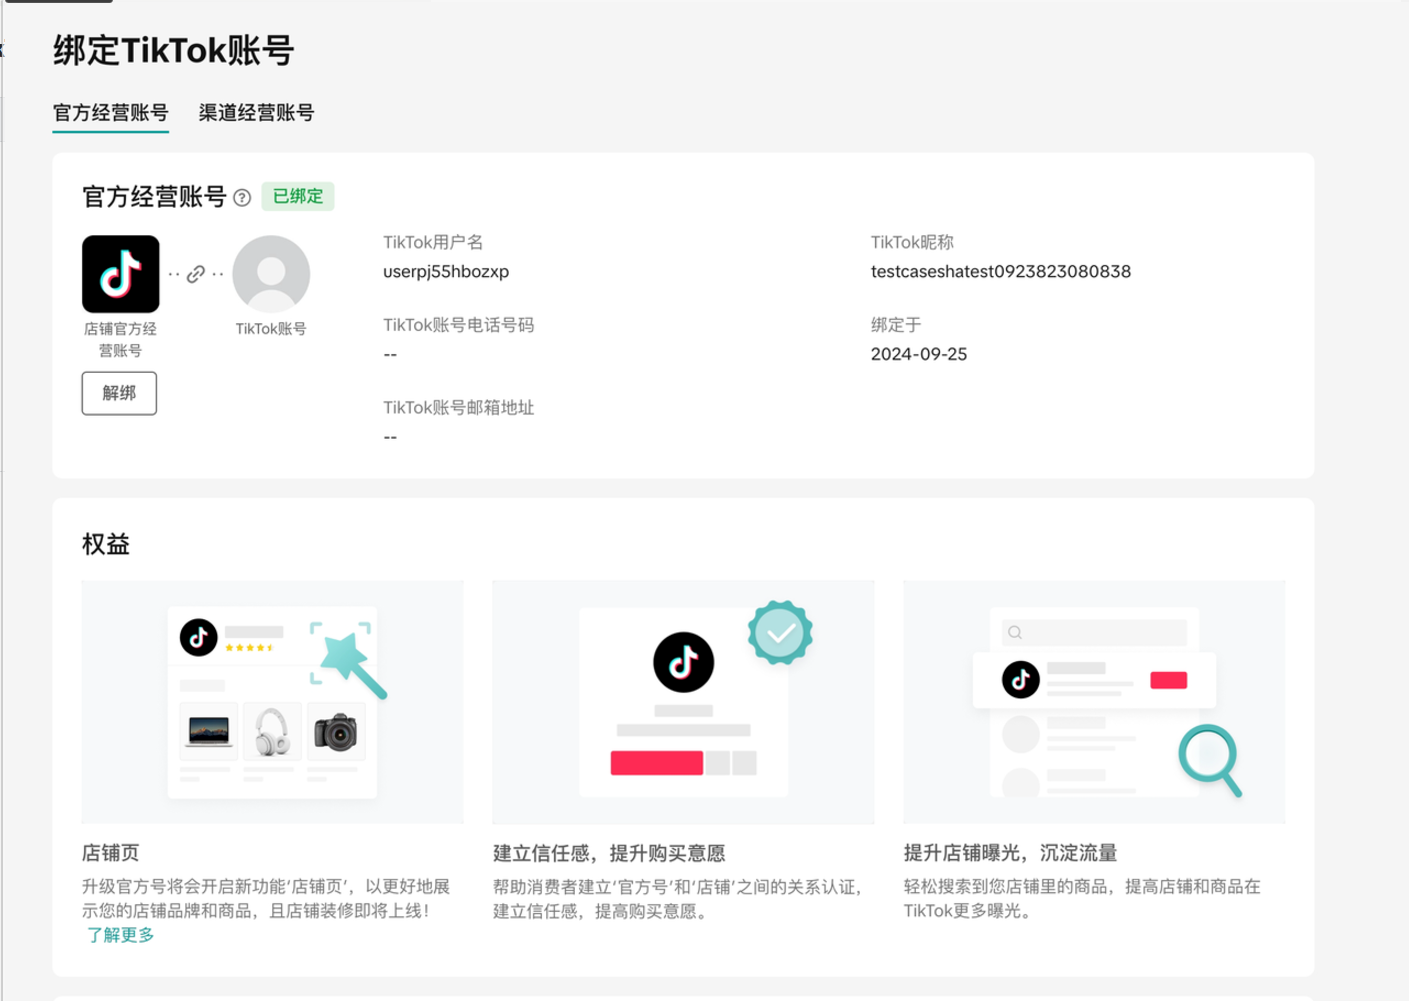 绑定TikTok账号
官方经营账号 渠道经营账号
官方经营账号 已绑定
店铺官方经
营账号
TikTok账号
解绑
TikTok用户名
userpj55hbozxp
TikTok昵称
testcaseshatest0923823080838
TikTok账号电话号码
--
绑定于
2024-09-25
TikTok账号邮箱地址
--
权益
店铺页
升级官方号将会开启新功能‘店铺页’，以更好地展
示您的店铺品牌和商品，且店铺装修即将上线！
了解更多
建立信任感，提升购买意愿
帮助消费者建立‘官方号’和‘店铺’之间的关系认证，
建立信任感，提高购买意愿。
提升店铺曝光，沉淀流量
轻松搜索到您店铺里的商品，提高店铺和商品在
TikTok更多曝光。